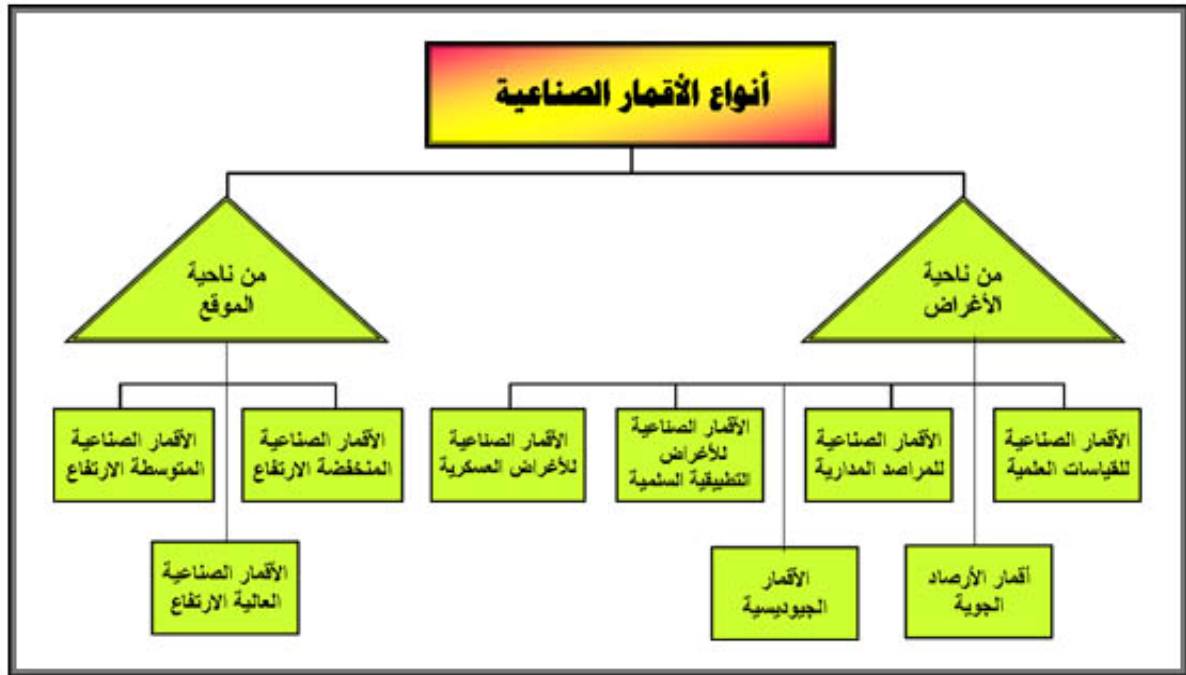 أنواع الأقمار الصناعية
من ناحية
الأغراض
من ناحية
الموقع
الأقمار الصناعية
للقياسات العلمية
الأقمار الصناعية
للمراصد المدارية
الأقمار الصناعية
للأغراض
التطبيقية السلمية
الأقمار الصناعية
للأغراض العسكرية
أقمار الأرصاد
الجوية
الأقمار
الجيوديسية
الأقمار الصناعية
المنخفضة الارتفاع
الأقمار الصناعية
المتوسطة الارتفاع
الأقمار الصناعية
العالية الارتفاع